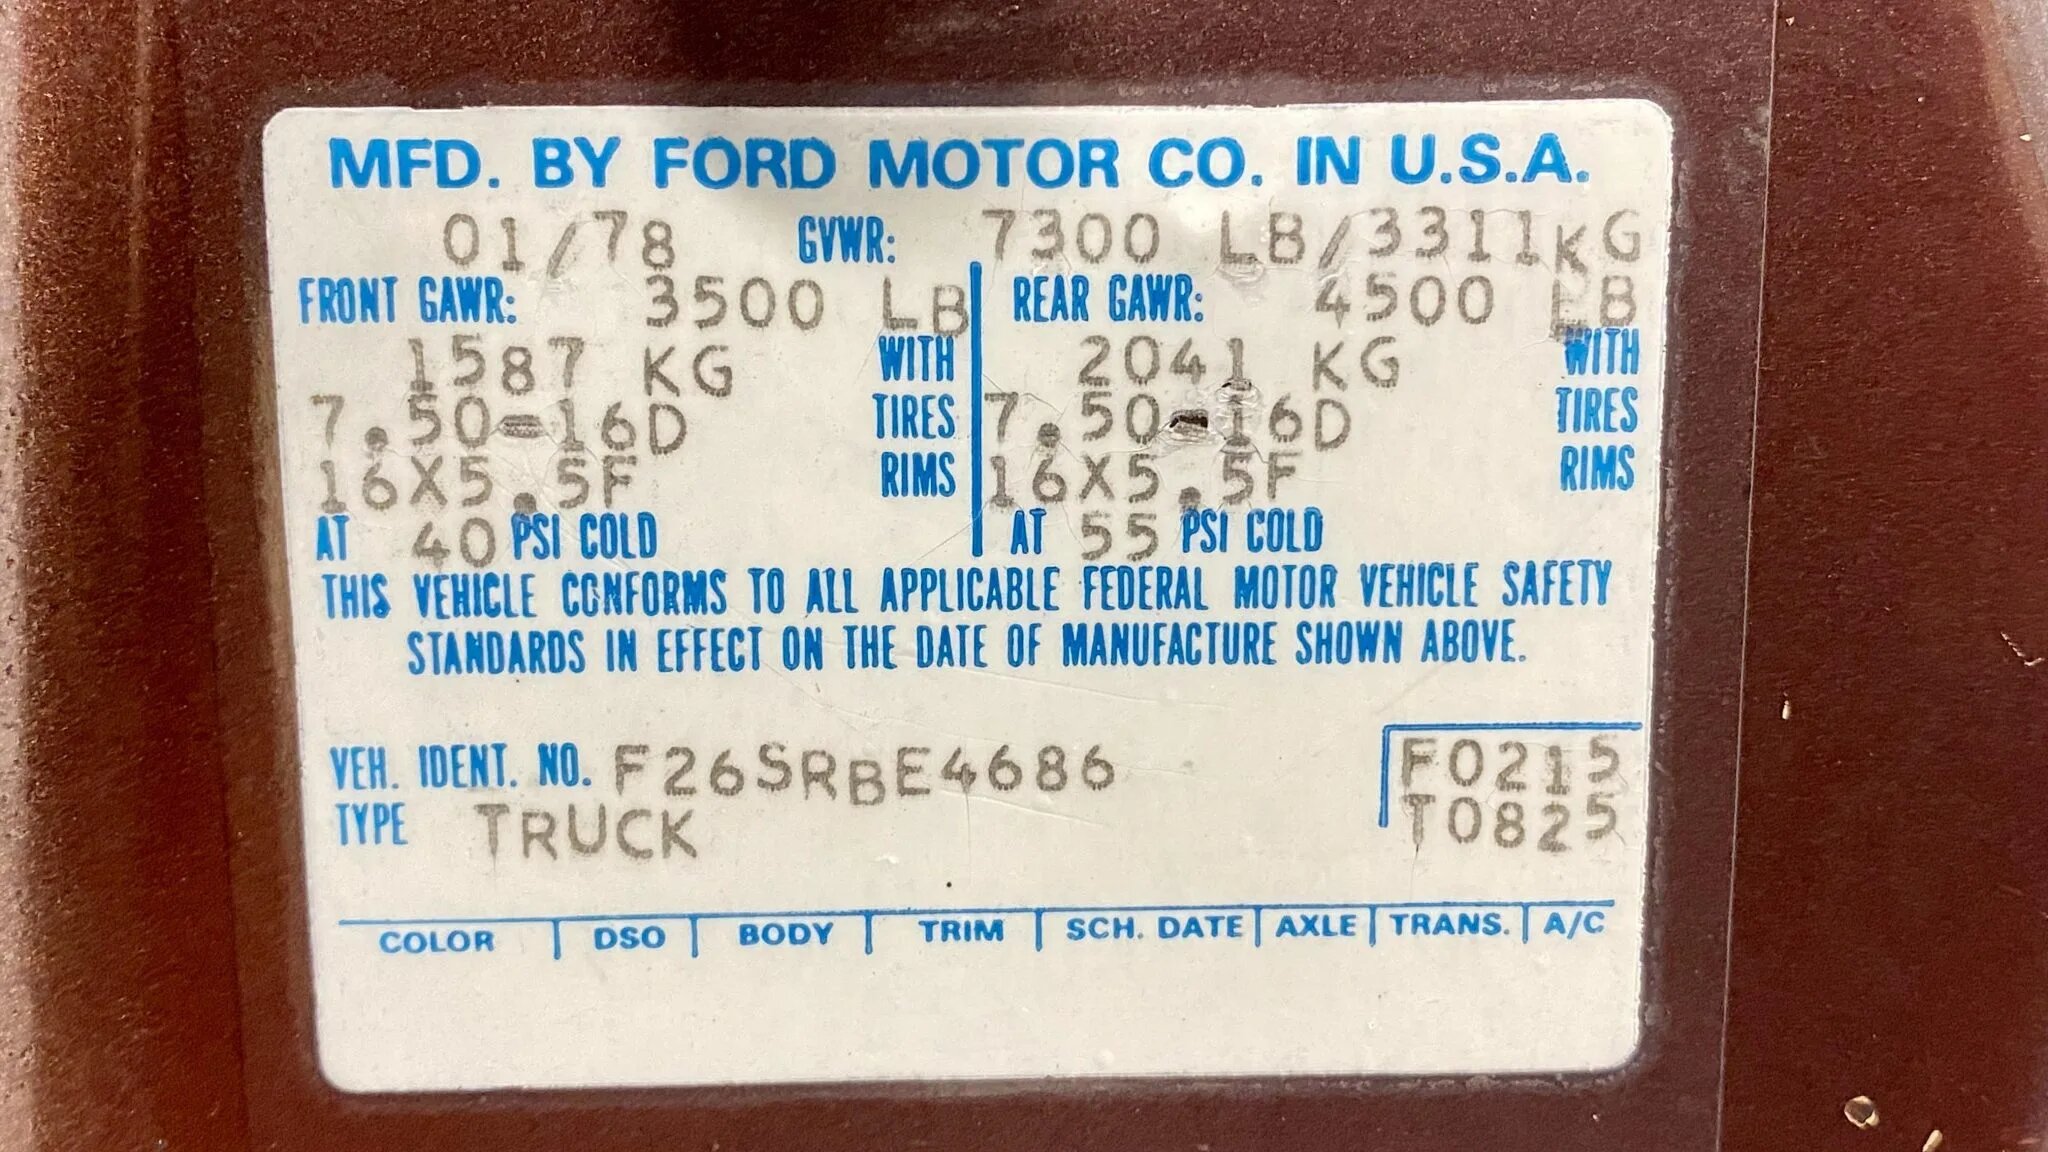 MFD. BY FORD MOTOR CO. IN U.S.A.
01/78 GVWR: 7300 LB/3311KG
FRONT GAWR: 3500 LB REAR GAWR: 4500 LB
1587 KG WITH 2041 KG WITH
7.50-16D TIRES 7.50-16D TIRES
16X5.5F RIMS 16X5.5F RIMS
AT 40 PSI COLD AT 55 PSI COLD
THIS VEHICLE CONFORMS TO ALL APPLICABLE FEDERAL MOTOR VEHICLE SAFETY
STANDARDS IN EFFECT ON THE DATE OF MANUFACTURE SHOWN ABOVE.
VEH. IDENT. NO. F26SRBE4686 F0215
TYPE TRUCK T0825
COLOR DSO BODY TRIM SCH. DATE AXLE TRANS. A/C